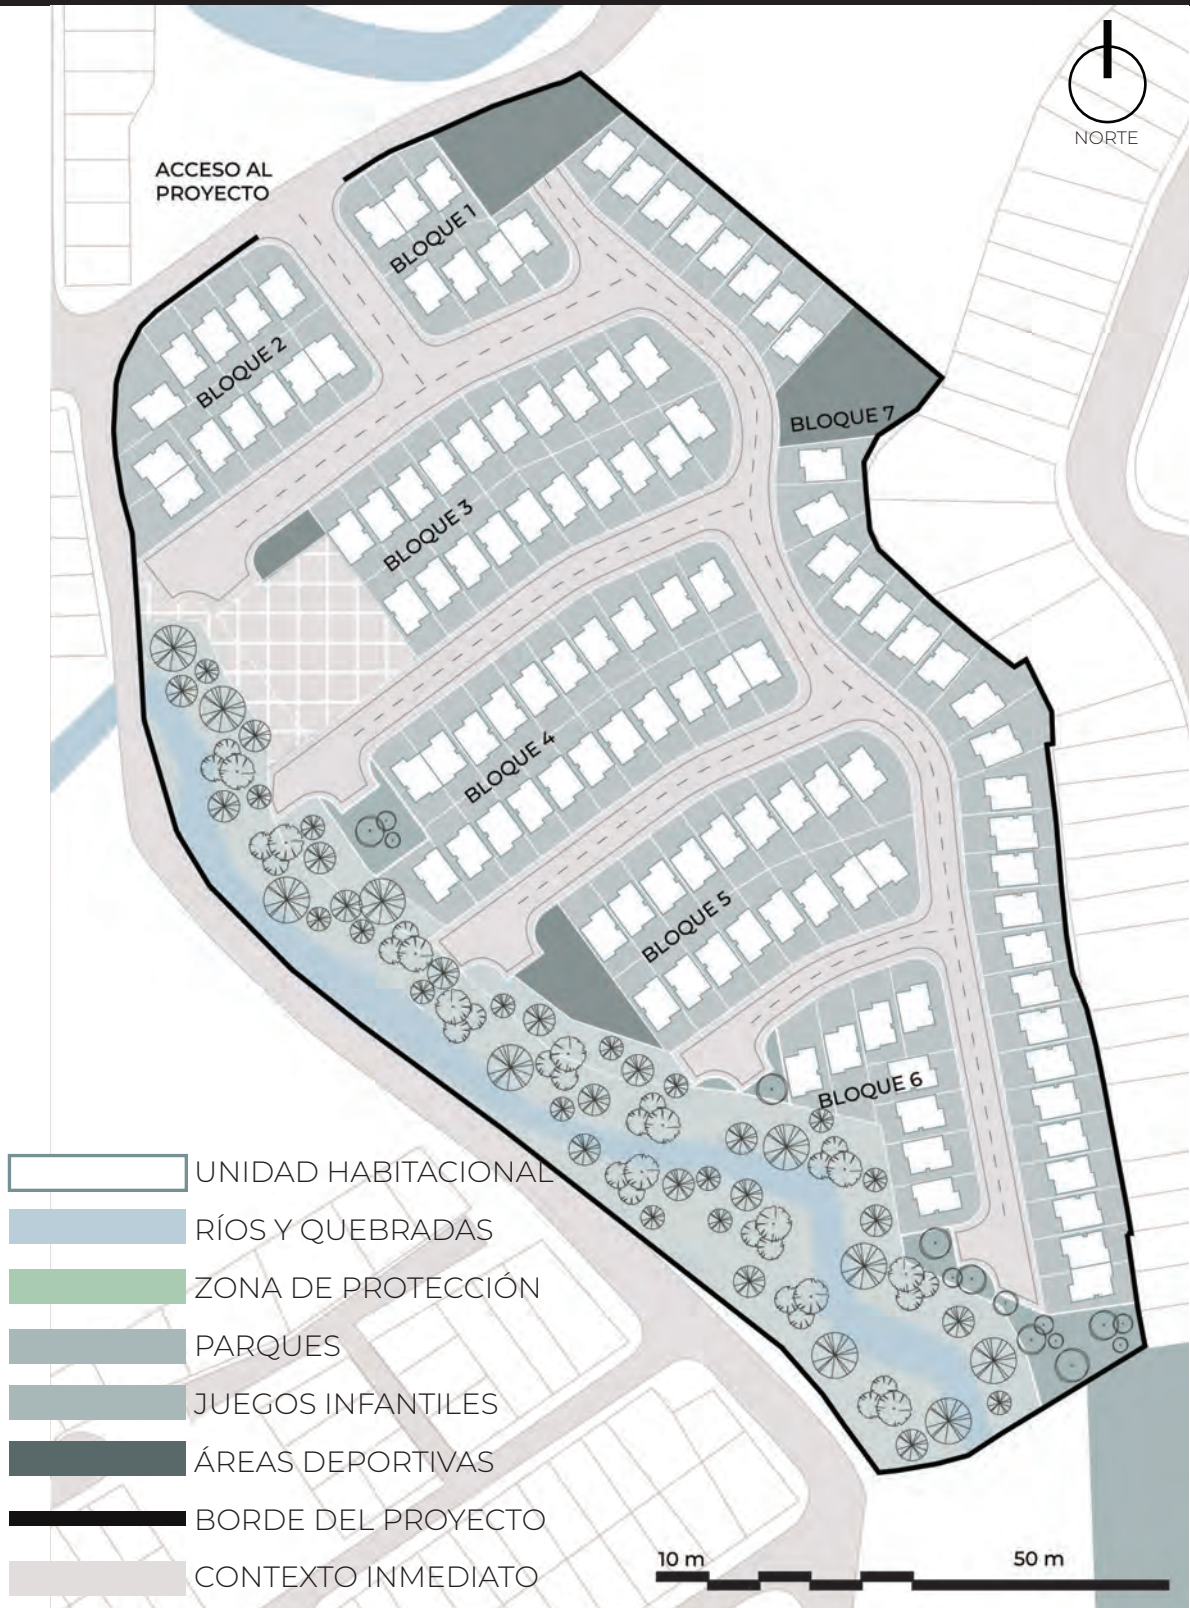 NORTE
ACCESO AL
PROYECTO
BLOQUE 1
BLOQUE 2
BLOQUE 7
BLOQUE 3
BLOQUE 4
BLOQUE 5
BLOQUE 6
UNIDAD HABITACIONAL
RÍOS Y QUEBRADAS
ZONA DE PROTECCIÓN
PARQUES
JUEGOS INFANTILES
ÁREAS DEPORTIVAS
BORDE DEL PROYECTO
CONTEXTO INMEDIATO
10 m
50 m